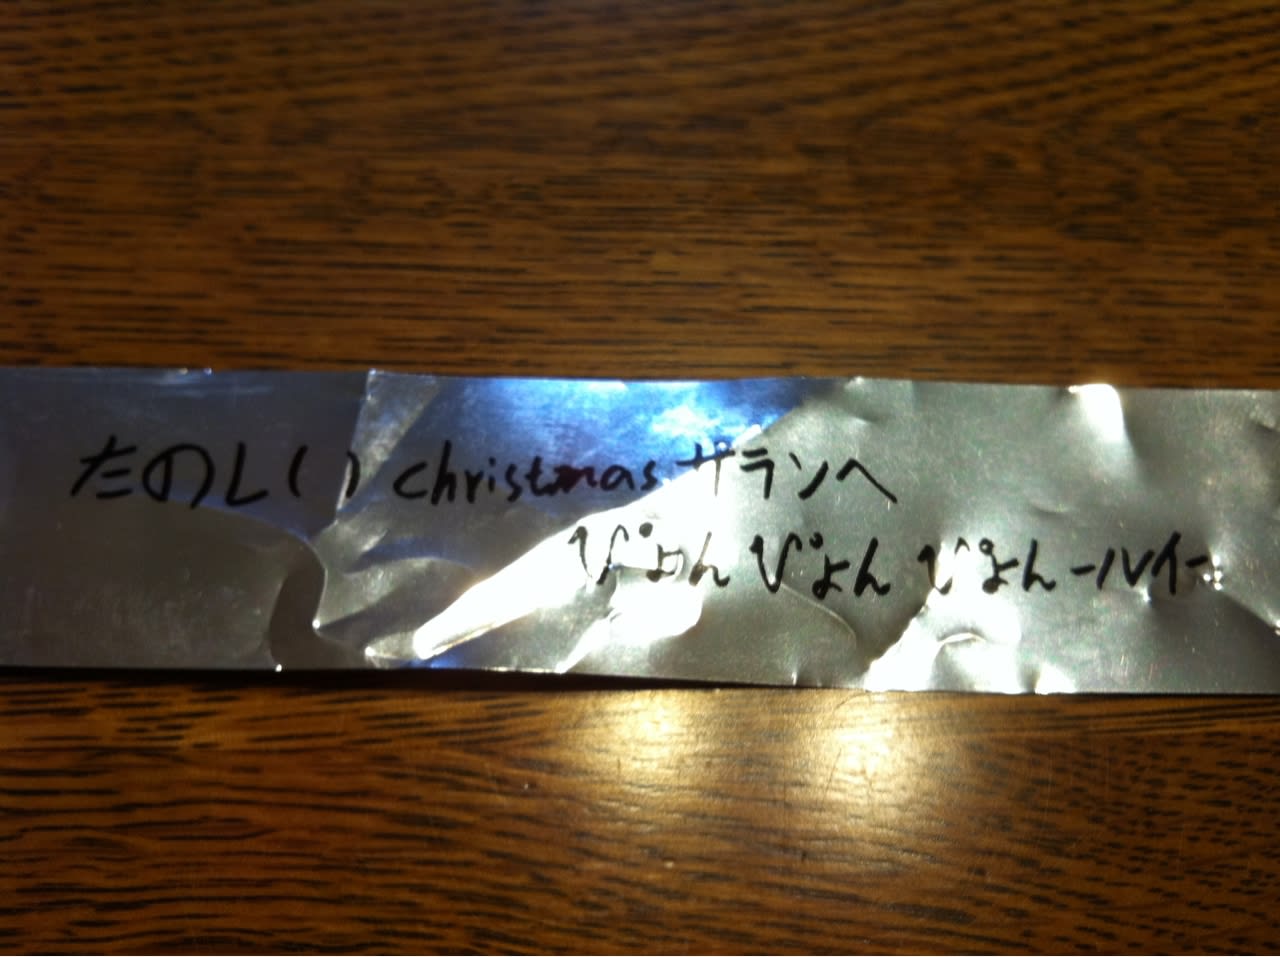 たのしい christmas サランへ
ぴょん ぴょん ぴょんールイー